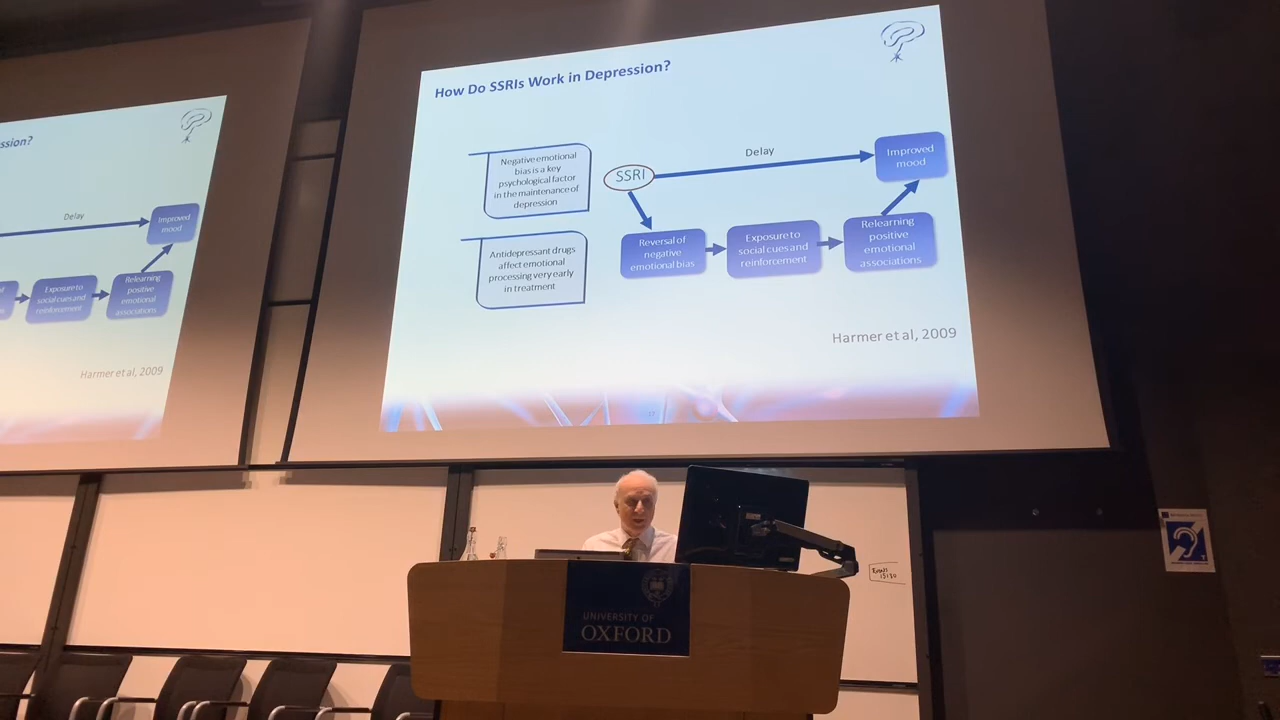 How Do SSRIs Work in Depression?
Negative emotional
bias is a key
psychological factor
in the maintenance of
depression
Antidepressant drugs
affect emotional
processing very early
in treatment
SSRI
Delay
Improved
mood
Reversal of
negative
emotional bias
Exposure to
social cues and
reinforcement
Relearning
positive
emotional
associations
Harmer et al, 2009
17
ssion?
Delay
Improved
mood
Exposure to
social cues and
reinforcement
Relearning
positive
emotional
associations
Harmer et al, 2009
UNIVERSITY OF
OXFORD